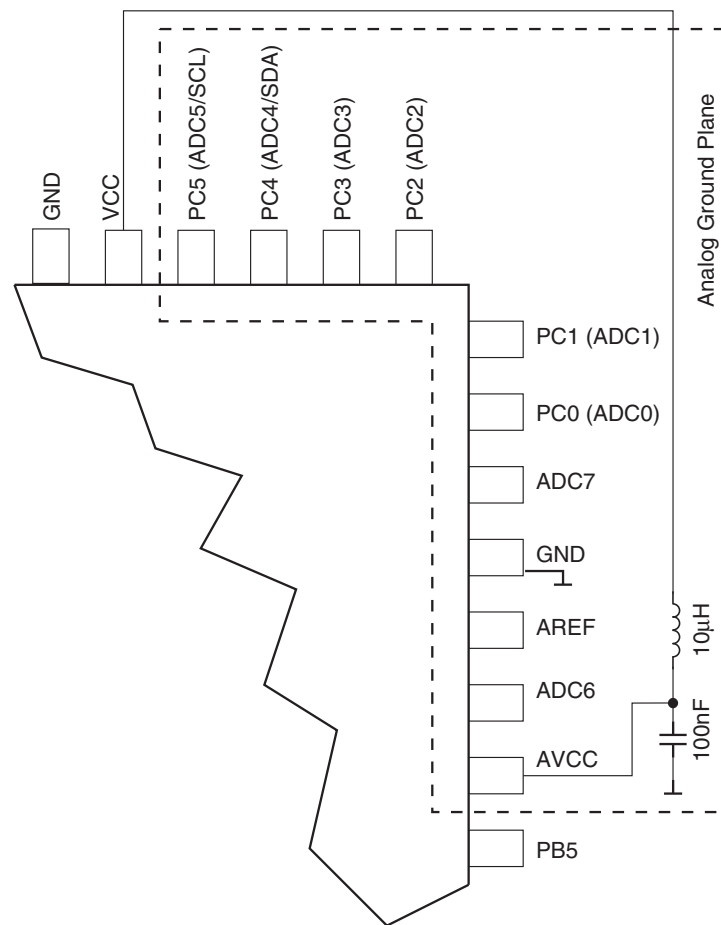 GND
VCC
PC5 (ADC5/SCL)
PC4 (ADC4/SDA)
PC3 (ADC3)
PC2 (ADC2)
Analog Ground Plane
PC1 (ADC1)
PC0 (ADC0)
ADC7
GND
AREF
10μH
ADC6
100nF
AVCC
PB5